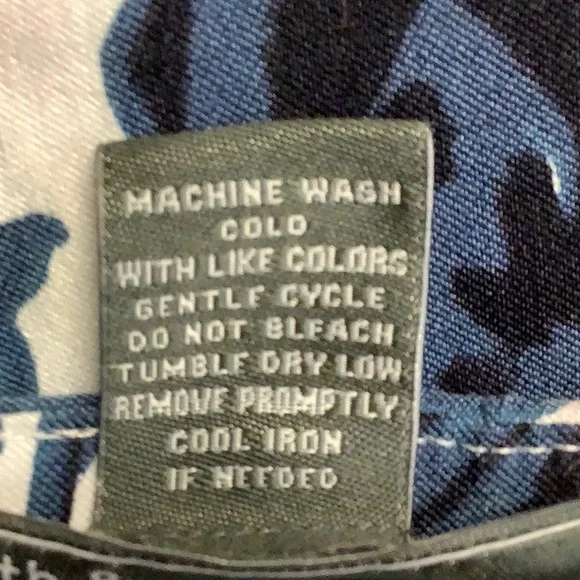 MACHINE WASH
COLD
WITH LIKE COLORS
GENTLE CYCLE
DO NOT BLEACH
TUMBLE DRY LOW
REMOVE PROMPTLY
COOL IRON
IF NEEDED